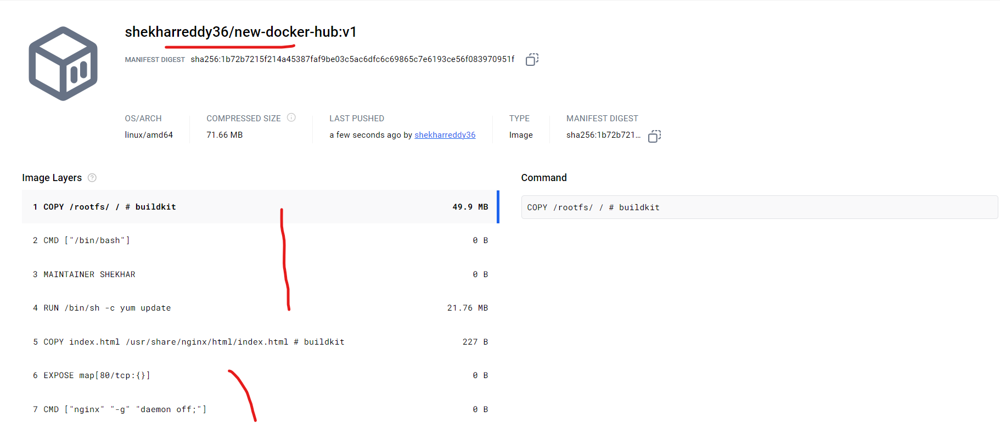 shekharreddy36/new-docker-hub:v1
MANIFEST DIGEST sha256:1b72b7215f214a45387faf9be03c5ac6dfc6c69865c7e6193ce56f083970951f
OS/ARCH COMPRESSED SIZE LAST PUSHED TYPE MANIFEST DIGEST
linux/amd64 71.66 MB a few seconds ago by shekharreddy36 Image sha256:1b72b721...
Image Layers Command
1 COPY /rootfs/ / # buildkit 49.9 MB COPY /rootfs/ / # buildkit
2 CMD ["/bin/bash"] 0 B
3 MAINTAINER SHEKHAR 0 B
4 RUN /bin/sh -c yum update 21.76 MB
5 COPY index.html /usr/share/nginx/html/index.html # buildkit 227 B
6 EXPOSE map[80/tcp:{}] 0 B
7 CMD ["nginx" "-g" "daemon off;"] 0 B